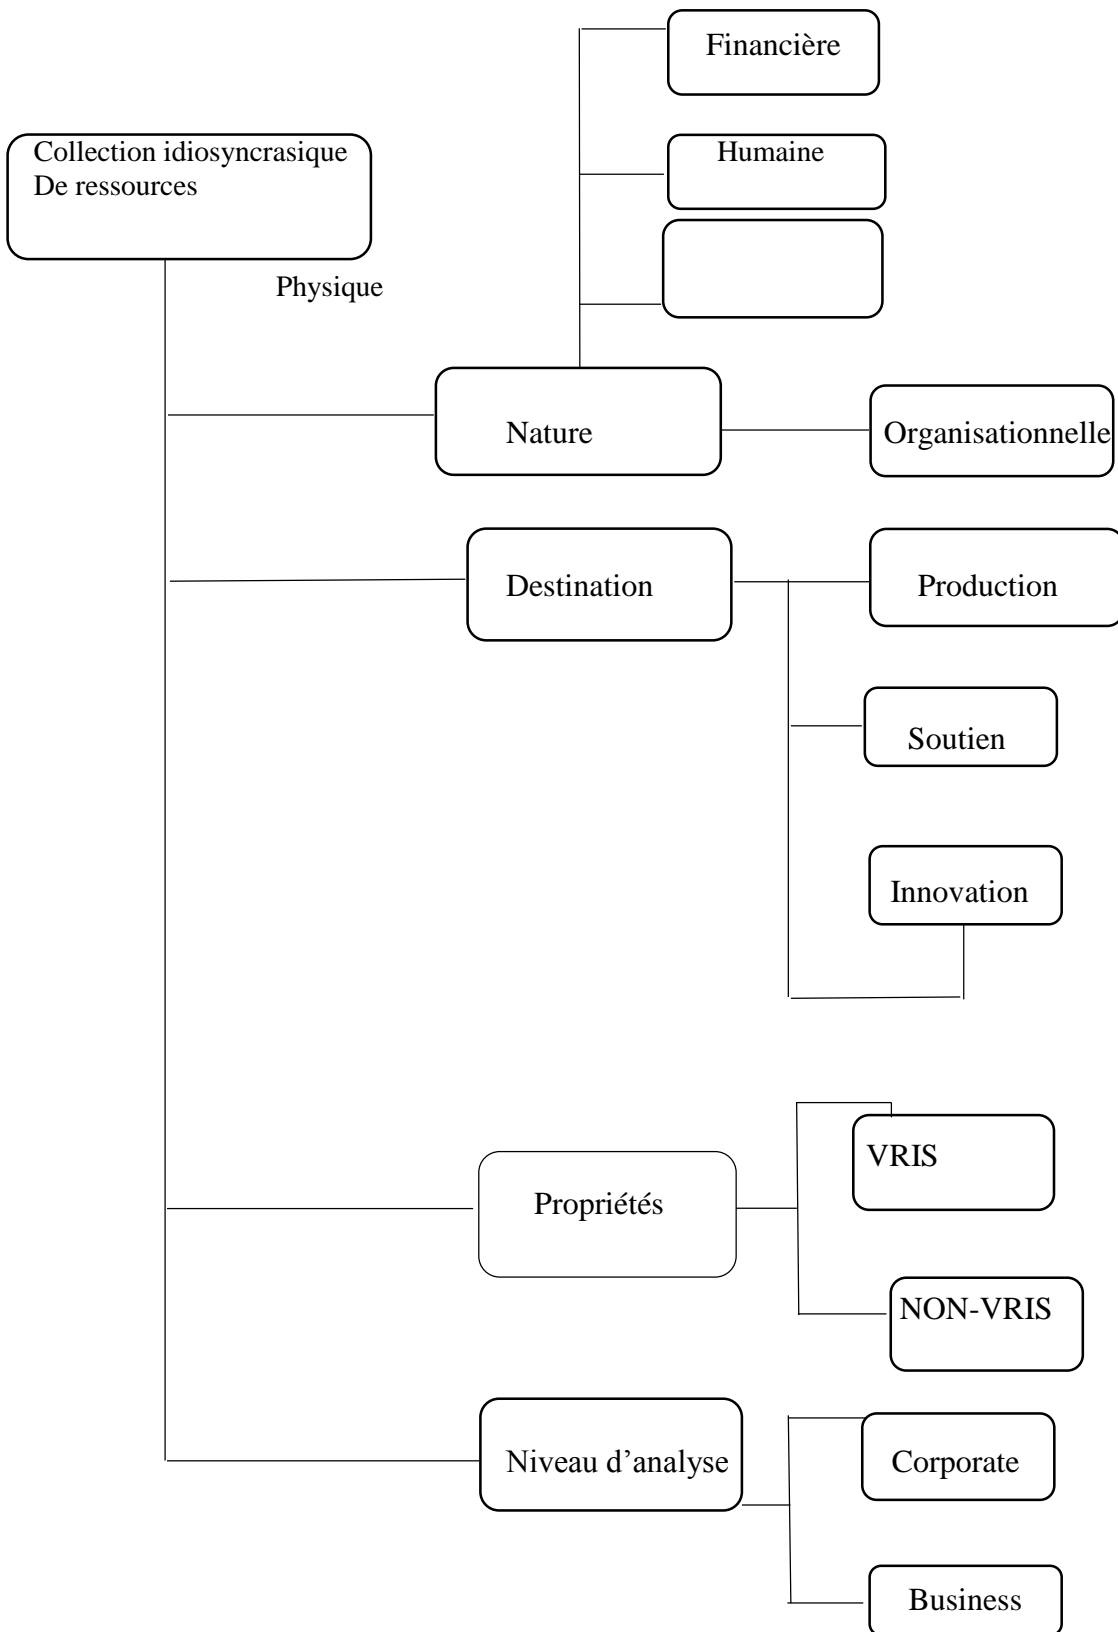 Financière
Collection idiosyncrasique
De ressources
Humaine
Physique
Nature
Organisationnelle
Destination
Production
Soutien
Innovation
VRIS
Propriétés
NON-VRIS
Niveau d’analyse
Corporate
Business